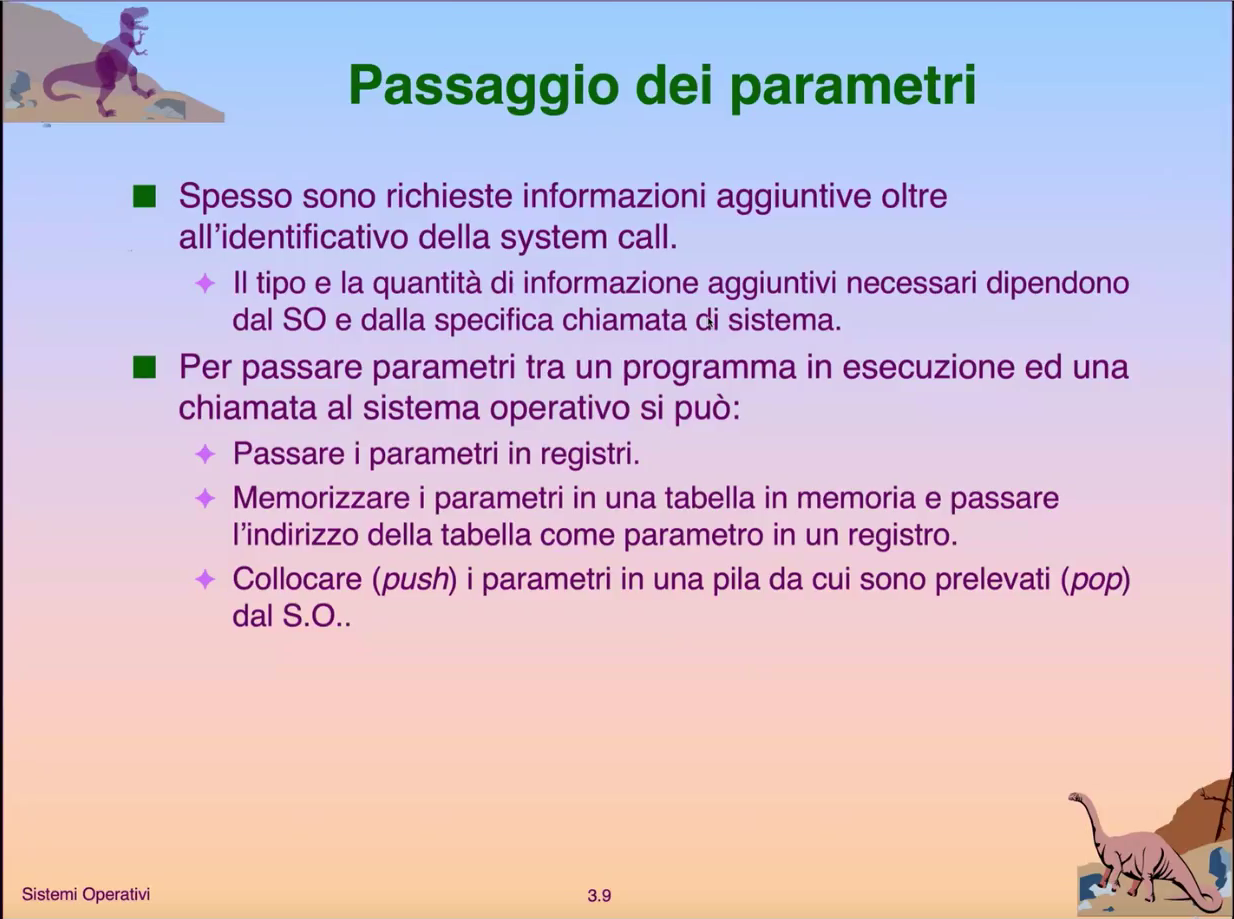 Passaggio dei parametri
Spesso sono richieste informazioni aggiuntive oltre
all'identificativo della system call.
Il tipo e la quantità di informazione aggiuntivi necessari dipendono
dal SO e dalla specifica chiamata di sistema.
Per passare parametri tra un programma in esecuzione ed una
chiamata al sistema operativo si può:
Passare i parametri in registri.
Memorizzare i parametri in una tabella in memoria e passare
l'indirizzo della tabella come parametro in un registro.
Collocare (push) i parametri in una pila da cui sono prelevati (pop)
dal S.O..
Sistemi Operativi
3.9